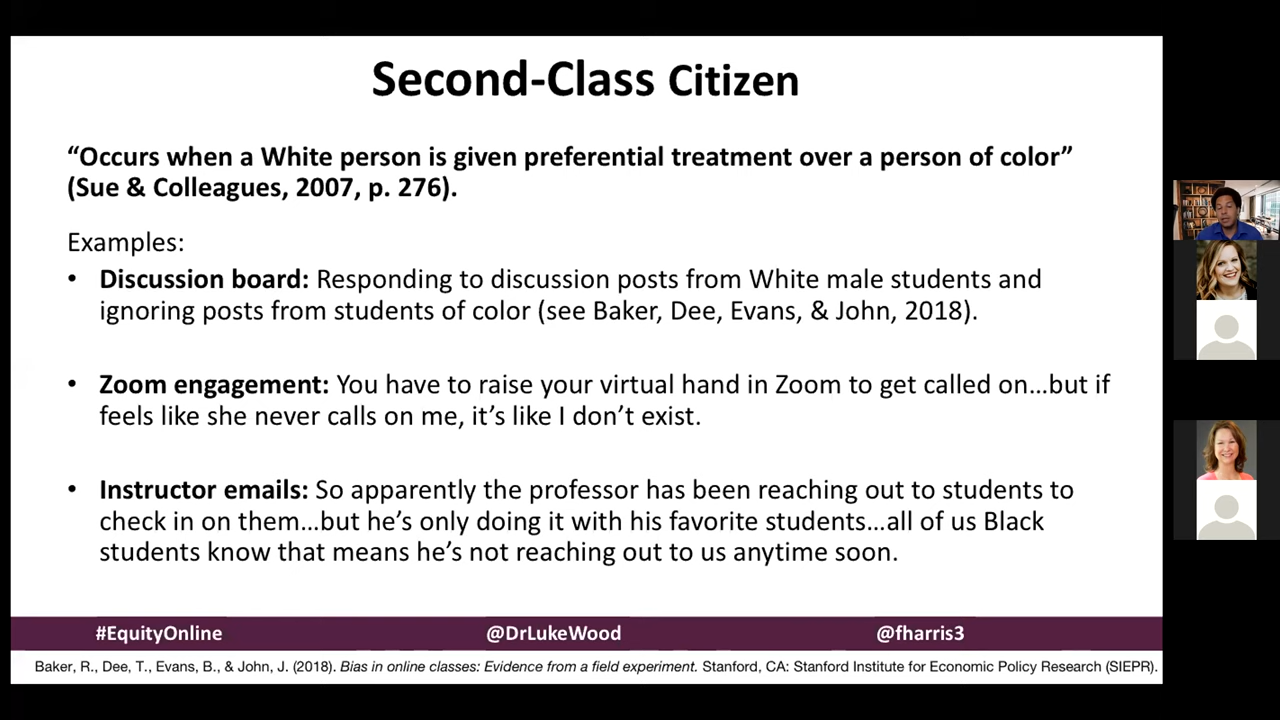 Second-Class Citizen
“Occurs when a White person is given preferential treatment over a person of color”
(Sue & Colleagues, 2007, p. 276).
Examples:
• Discussion board: Responding to discussion posts from White male students and
ignoring posts from students of color (see Baker, Dee, Evans, & John, 2018).
• Zoom engagement: You have to raise your virtual hand in Zoom to get called on...but if
feels like she never calls on me, it’s like I don’t exist.
• Instructor emails: So apparently the professor has been reaching out to students to
check in on them...but he’s only doing it with his favorite students...all of us Black
students know that means he’s not reaching out to us anytime soon.
#EquityOnline @DrLukeWood @fharris3
Baker, R., Dee, T., Evans, B., & John, J. (2018). Bias in online classes: Evidence from a field experiment. Stanford, CA: Stanford Institute for Economic Policy Research (SIEPR).